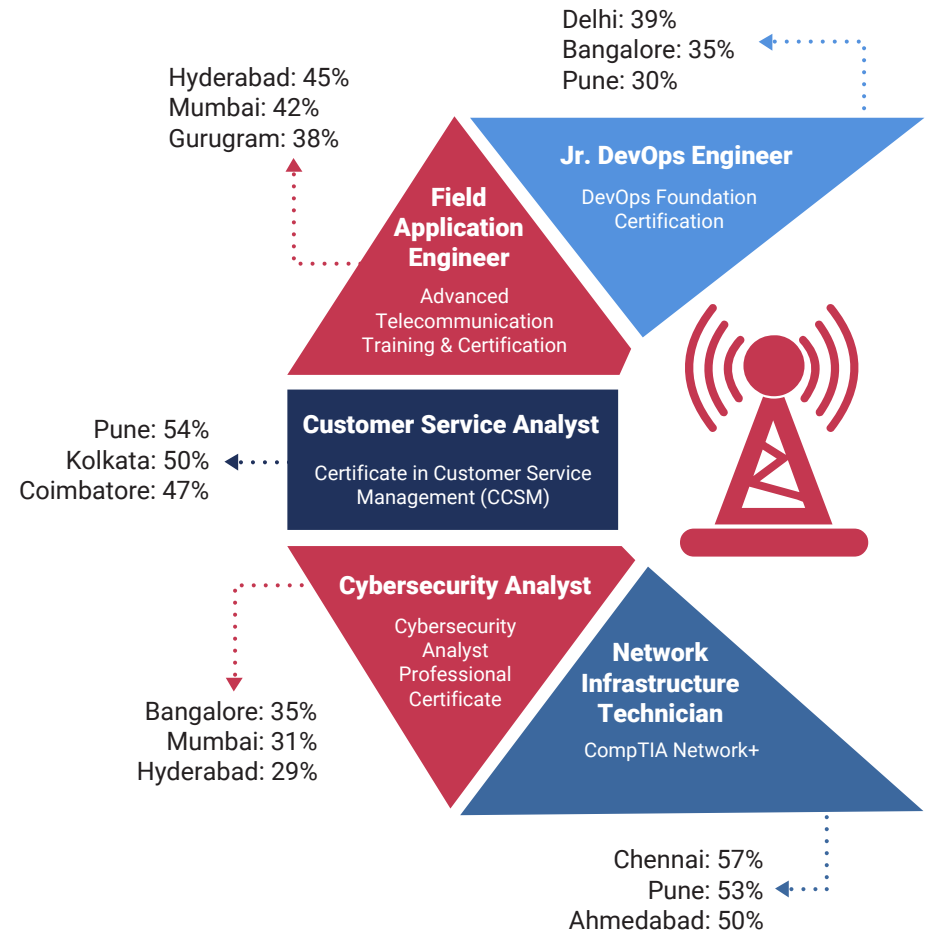 Delhi: 39%
Bangalore: 35%
Pune: 30%
Hyderabad: 45%
Mumbai: 42%
Gurugram: 38%
Jr. DevOps Engineer
DevOps Foundation
Certification
Field
Application
Engineer
Advanced
Telecommunication
Training & Certification
Customer Service Analyst
Certificate in Customer Service
Management (CCSM)
Pune: 54%
Kolkata: 50%
Coimbatore: 47%
Cybersecurity Analyst
Cybersecurity
Analyst
Professional
Certificate
Bangalore: 35%
Mumbai: 31%
Hyderabad: 29%
Network
Infrastructure
Technician
CompTIA Network+
Chennai: 57%
Pune: 53%
Ahmedabad: 50%